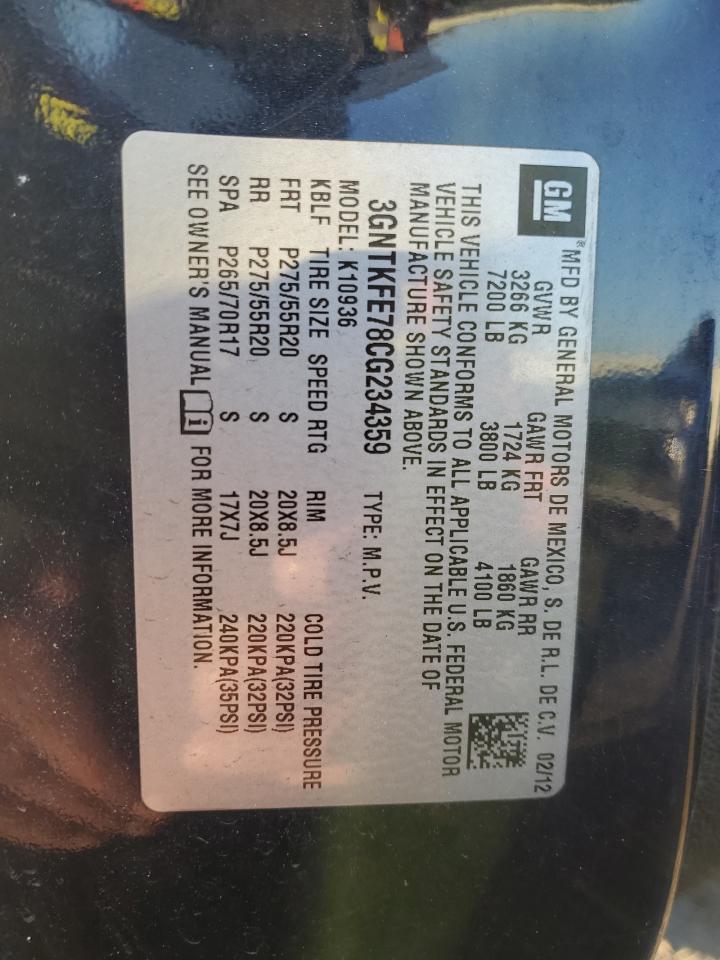 GM ® MFD BY GENERAL MOTORS DE MEXICO, S. DE R.L. DE C.V. 02/12
GVWR GAWR FRT GAWR RR
3266 KG 1724 KG 1860 KG
7200 LB 3800 LB 4100 LB
THIS VEHICLE CONFORMS TO ALL APPLICABLE U.S. FEDERAL MOTOR
VEHICLE SAFETY STANDARDS IN EFFECT ON THE DATE OF
MANUFACTURE SHOWN ABOVE.
3GNTKFE78CG234359 TYPE: M.P.V.
MODEL: K10936
KBLF TIRE SIZE SPEED RTG RIM COLD TIRE PRESSURE
FRT P275/55R20 S 20X8.5J 220KPA(32PSI)
RR P275/55R20 S 20X8.5J 220KPA(32PSI)
SPA P265/70R17 S 17X7J 240KPA(35PSI)
SEE OWNER'S MANUAL i FOR MORE INFORMATION.